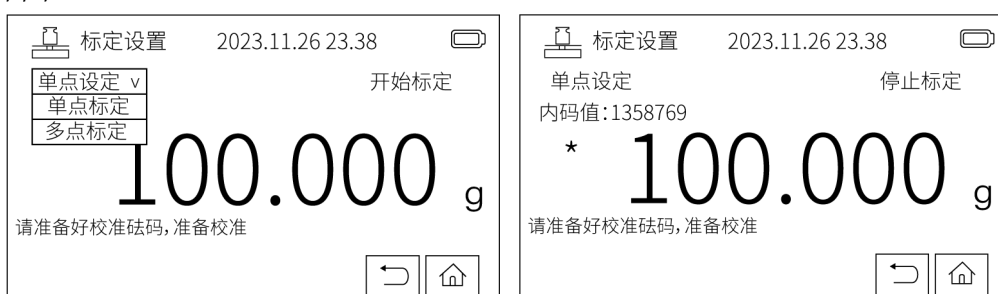 标定设置 2023.11.26 23.38
单点设定 v 开始标定
单点标定
多点标定
100.000 g
请准备好校准砝码，准备校准
标定设置 2023.11.26 23.38
单点设定 停止标定
内码值：1358769
* 100.000 g
请准备好校准砝码，准备校准